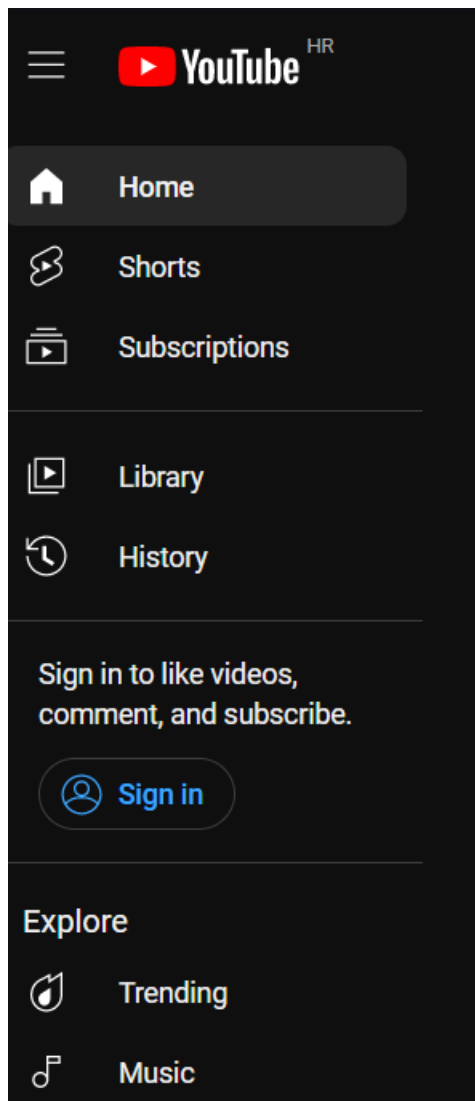 YouTube HR
Home
Shorts
Subscriptions
Library
History
Sign in to like videos,
comment, and subscribe.
Sign in
Explore
Trending
Music